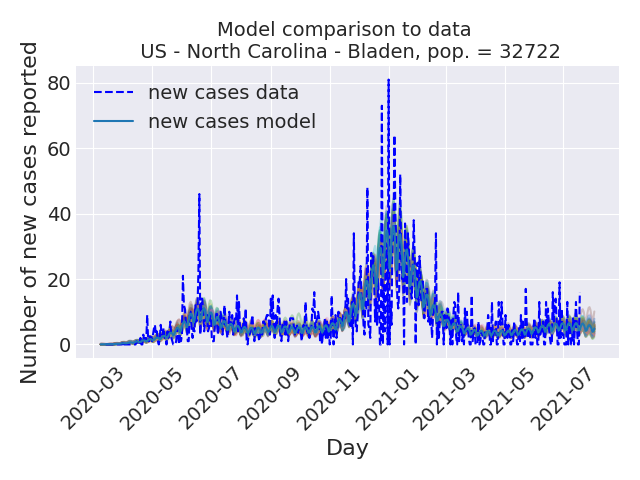 Model comparison to data
US - North Carolina - Bladen, pop. = 32722
Number of new cases reported
80
60
40
20
0
new cases data
new cases model
2020-03
2020-05
2020-07
2020-09
2020-11
2021-01
2021-03
2021-05
2021-07
Day